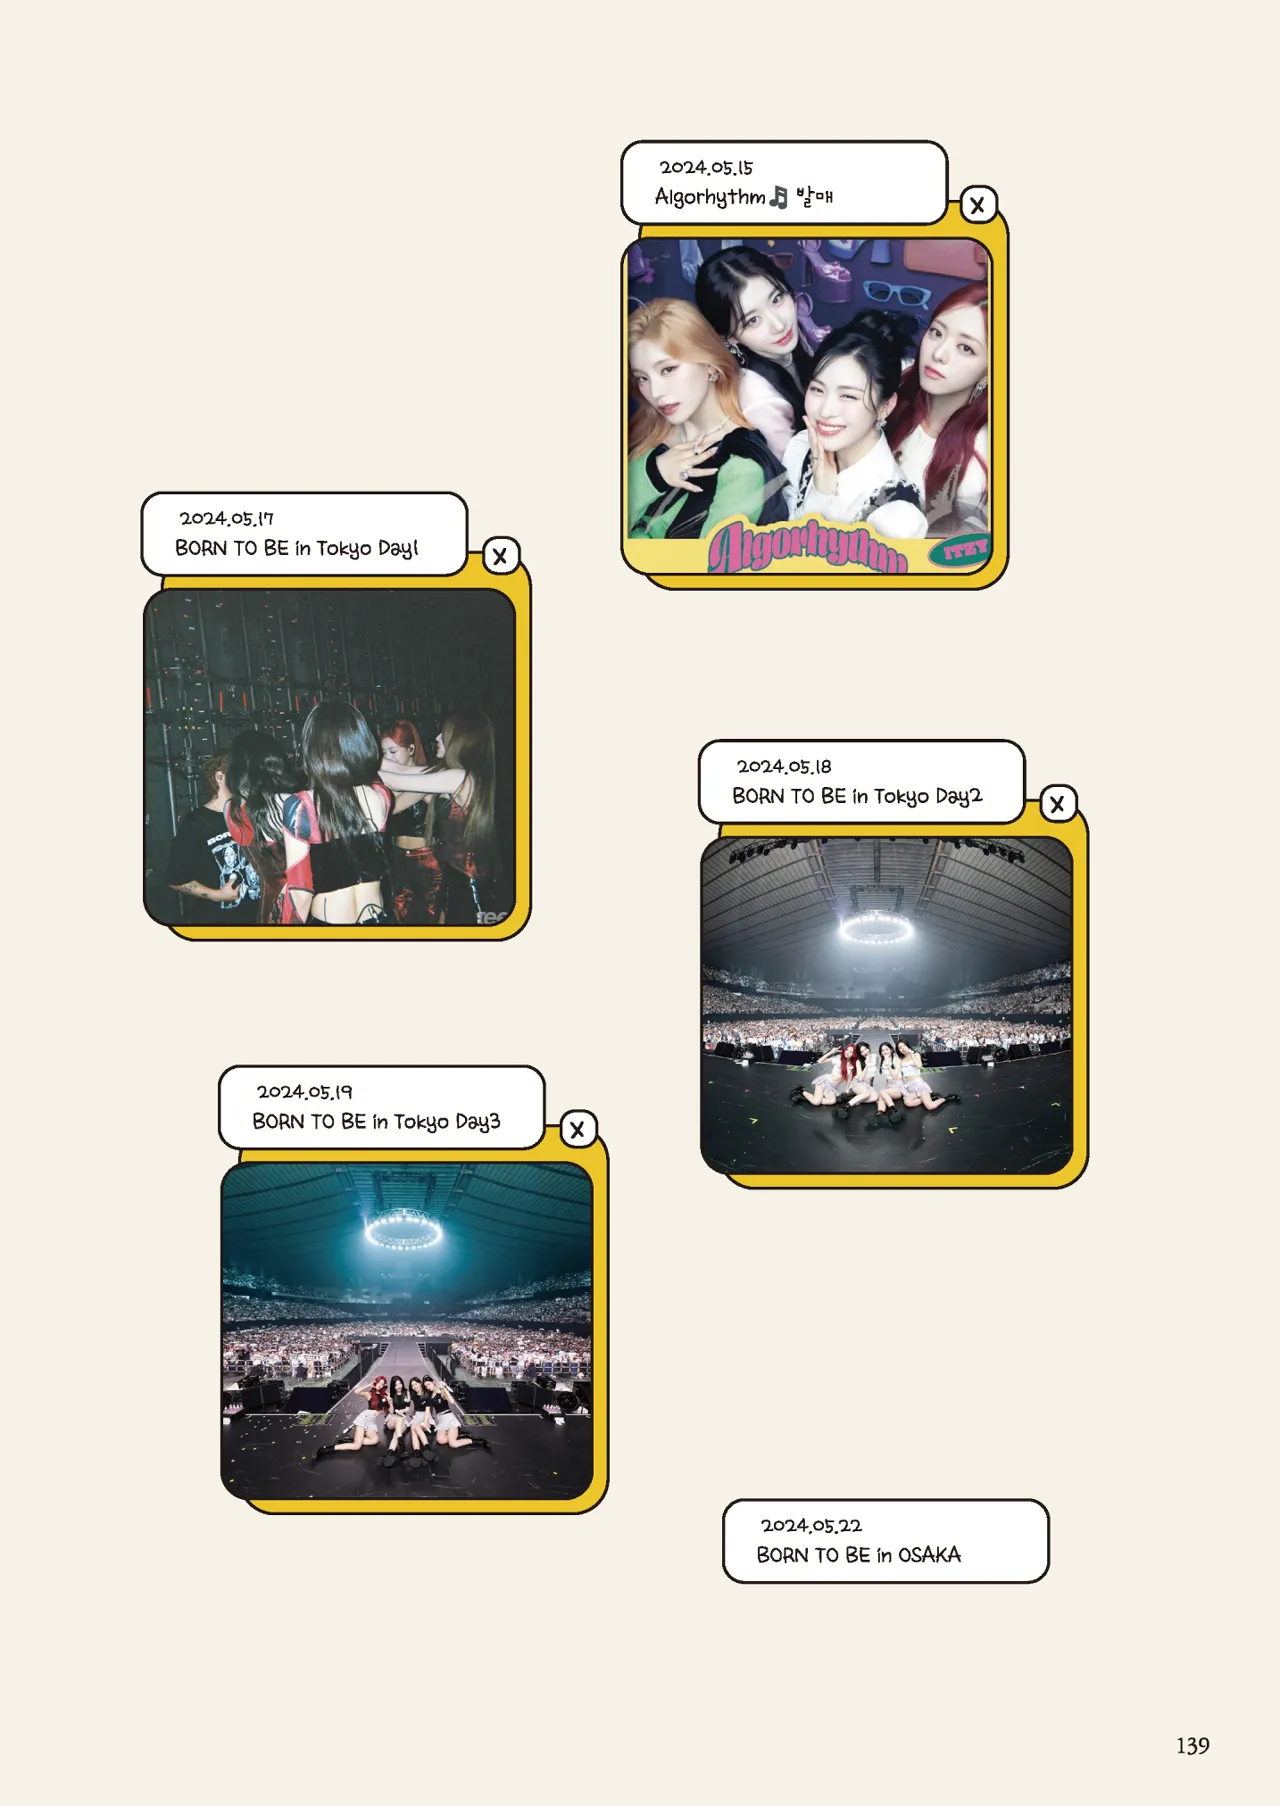 2024.05.15
Algorhythm🎵 발매
X
Algorhythm
ITZY
2024.05.17
BORN TO BE in Tokyo Day1
X
BOR
2024.05.18
BORN TO BE in Tokyo Day2
X
2024.05.19
BORN TO BE in Tokyo Day3
X
2024.05.22
BORN TO BE in OSAKA
139